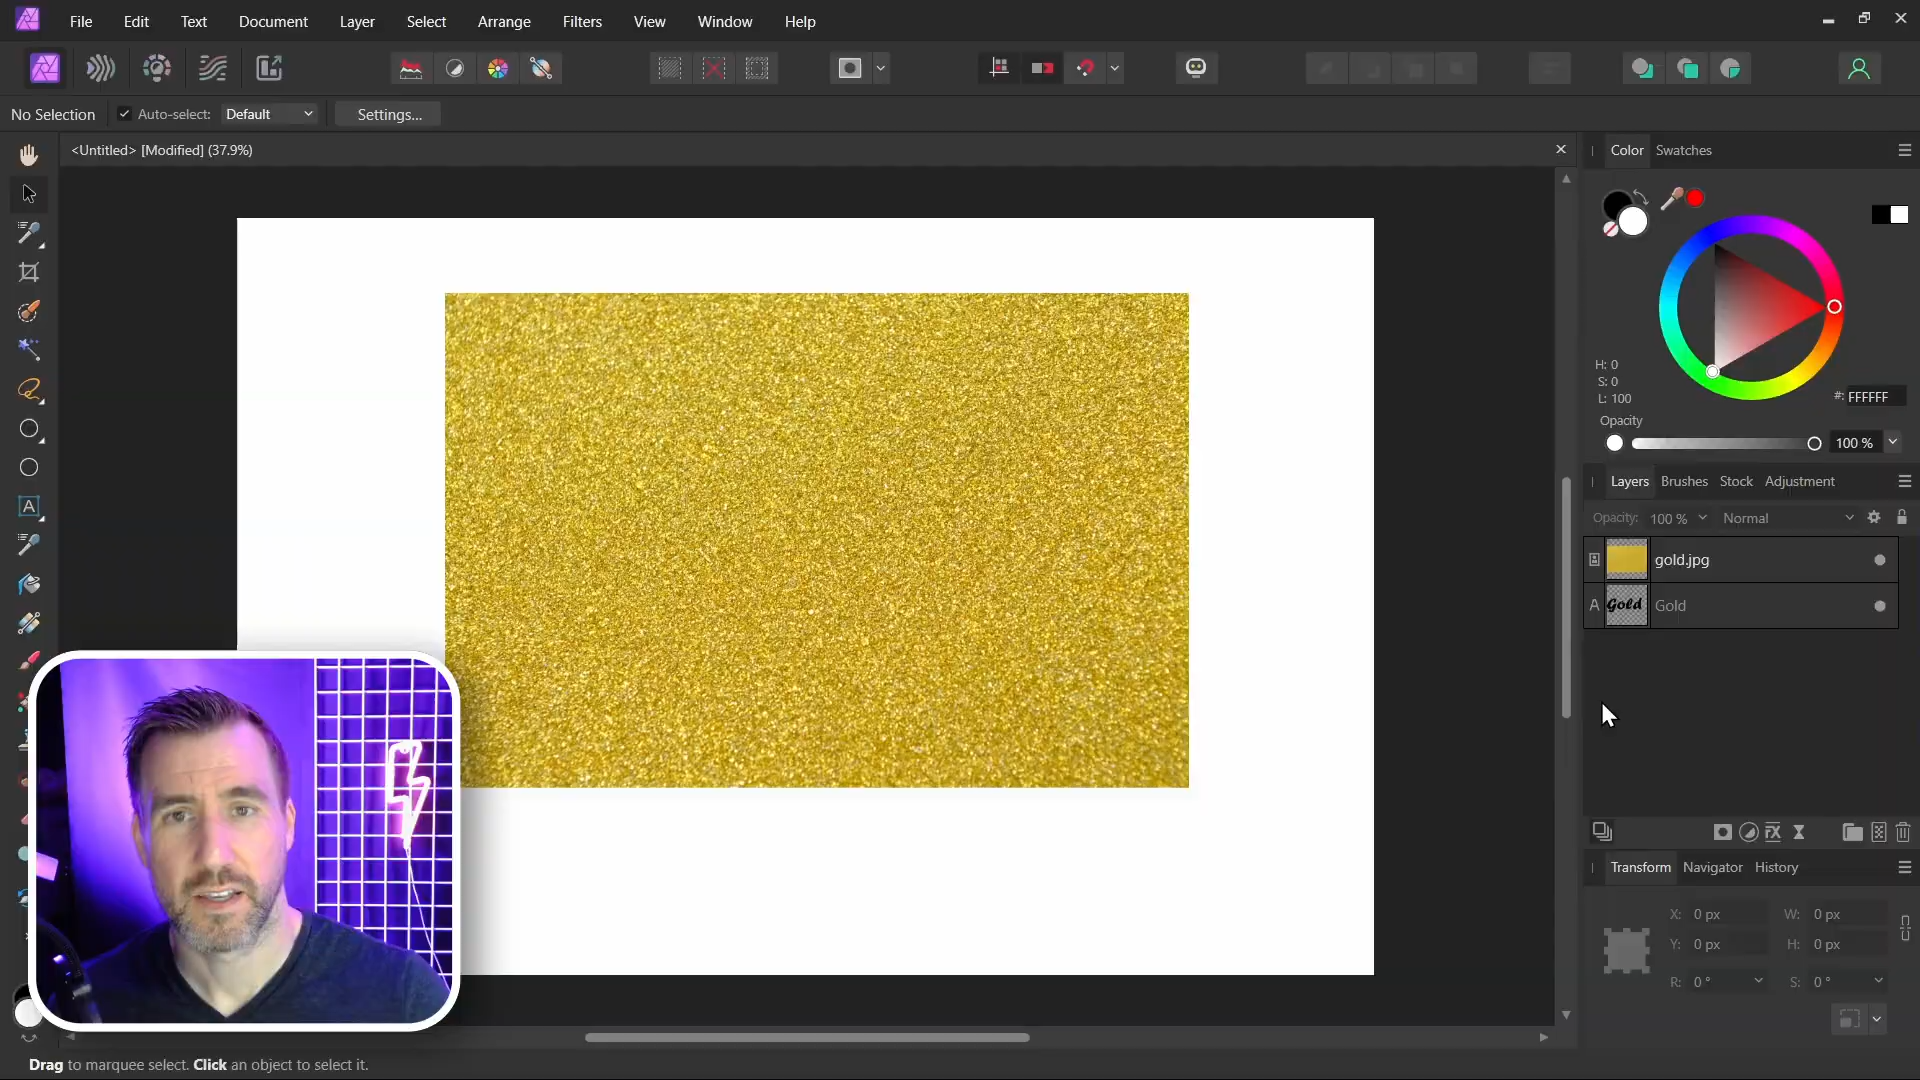 File Edit Text Document Layer Select Arrange Filters View Window Help
No Selection Auto-select: Default Settings...
<Untitled> [Modified] (37.9%)
Color Swatches
H: 0
S: 0
L: 100
#: FFFFFF
Opacity
100 %
Layers Brushes Stock Adjustment
Opacity: 100 % Normal
gold.jpg
A Gold Gold
Transform Navigator History
X: 0 px W: 0 px
Y: 0 px H: 0 px
R: 0 ° S: 0 °
Drag to marquee select. Click an object to select it.